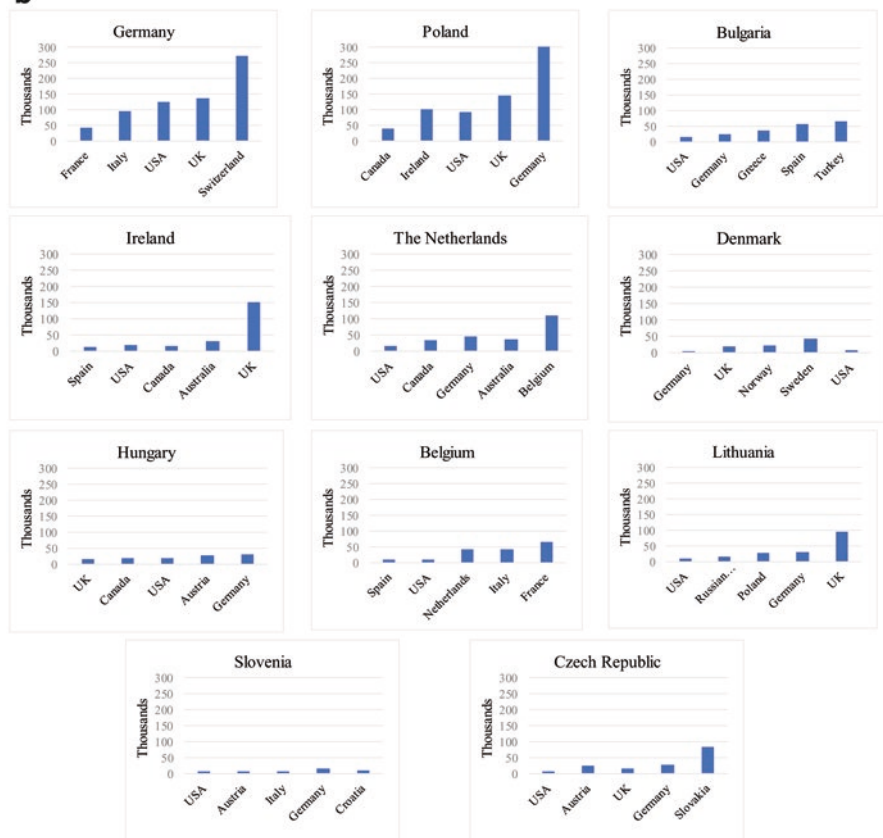 b
Germany
Thousands
300
250
200
150
100
50
0
France
Italy
USA
UK
Switzerland
Poland
Thousands
300
250
200
150
100
50
0
Canada
Ireland
USA
UK
Germany
Bulgaria
Thousands
300
250
200
150
100
50
0
USA
Germany
Greece
Spain
Turkey
Ireland
Thousands
300
250
200
150
100
50
0
Spain
USA
Canada
Australia
UK
The Netherlands
Thousands
300
250
200
150
100
50
0
USA
Canada
Germany
Australia
Belgium
Denmark
Thousands
300
250
200
150
100
50
0
Germany
UK
Norway
Sweden
USA
Hungary
Thousands
300
250
200
150
100
50
0
UK
Canada
USA
Austria
Germany
Belgium
Thousands
300
250
200
150
100
50
0
Spain
USA
Netherlands
Italy
France
Lithuania
Thousands
300
250
200
150
100
50
0
USA
Russian…
Poland
Germany
UK
Slovenia
Thousands
300
250
200
150
100
50
0
USA
Austria
Italy
Germany
Croatia
Czech Republic
Thousands
300
250
200
150
100
50
0
USA
Austria
UK
Germany
Slovakia